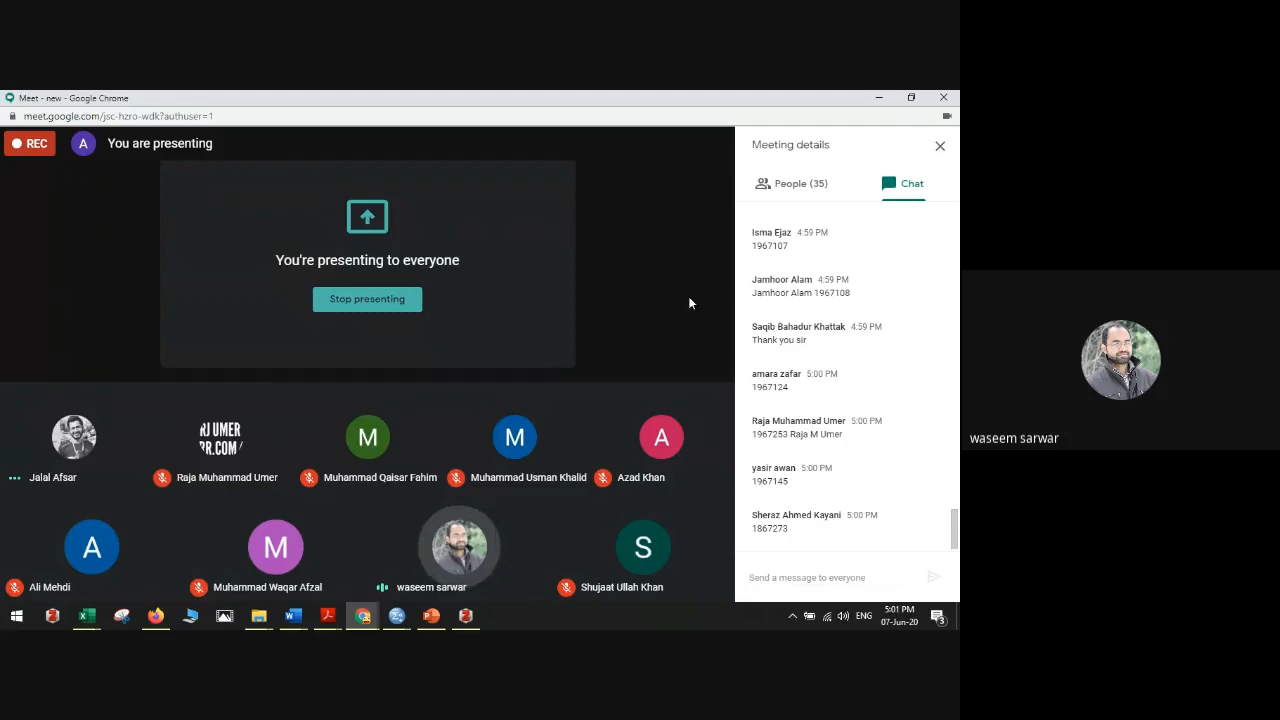 Meet - new - Google Chrome
meet.google.com/jsc-hzro-wdk?authuser=1
REC
A
You are presenting
Meeting details
People (35)
Chat
You're presenting to everyone
Stop presenting
Isma Ejaz 4:59 PM
1967107
Jamhoor Alam 4:59 PM
Jamhoor Alam 1967108
Saqib Bahadur Khattak 4:59 PM
Thank you sir
amara zafar 5:00 PM
1967124
Raja Muhammad Umer 5:00 PM
1967253 Raja M Umer
yasir awan 5:00 PM
1967145
Sheraz Ahmed Kayani 5:00 PM
1867273
Send a message to everyone
RJ UMER
RR.COM/
M
M
A
Jalal Afsar
Raja Muhammad Umer
Muhammad Qaisar Fahim
Muhammad Usman Khalid
Azad Khan
A
M
S
Ali Mehdi
Muhammad Waqar Afzal
waseem sarwar
Shujaat Ullah Khan
ENG
5:01 PM
07-Jun-20
3
waseem sarwar